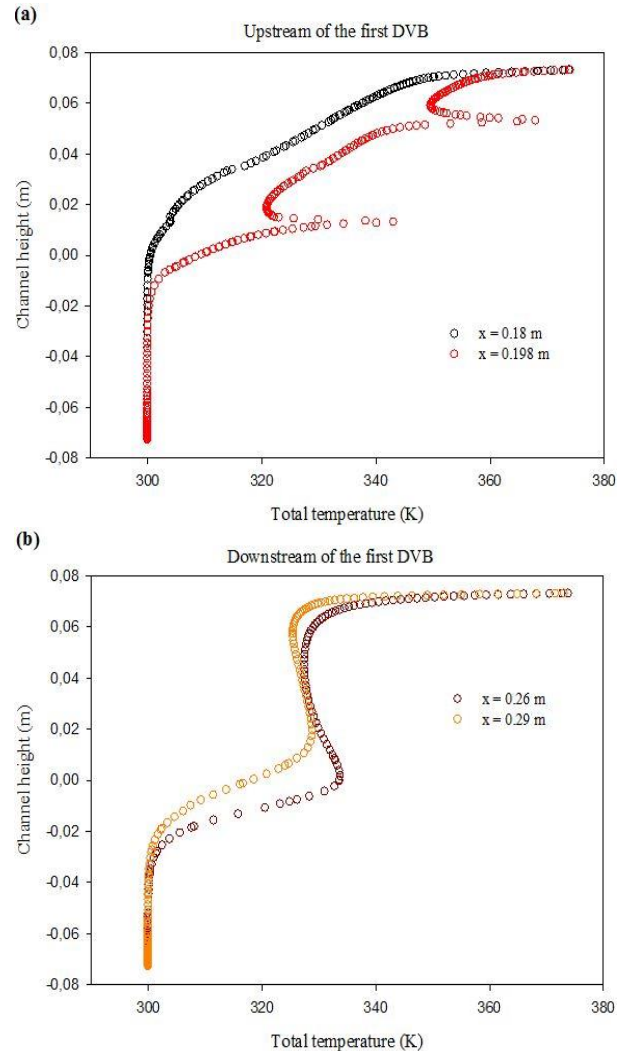 (a)
Upstream of the first DVB
0,08
0,06
0,04
0,02
0,00
-0,02
-0,04
-0,06
-0,08
Channel height (m)
x = 0.18 m
x = 0.198 m
300
320
340
360
380
Total temperature (K)
(b)
Downstream of the first DVB
0,08
0,06
0,04
0,02
0,00
-0,02
-0,04
-0,06
-0,08
Channel height (m)
x = 0.26 m
x = 0.29 m
300
320
340
360
380
Total temperature (K)